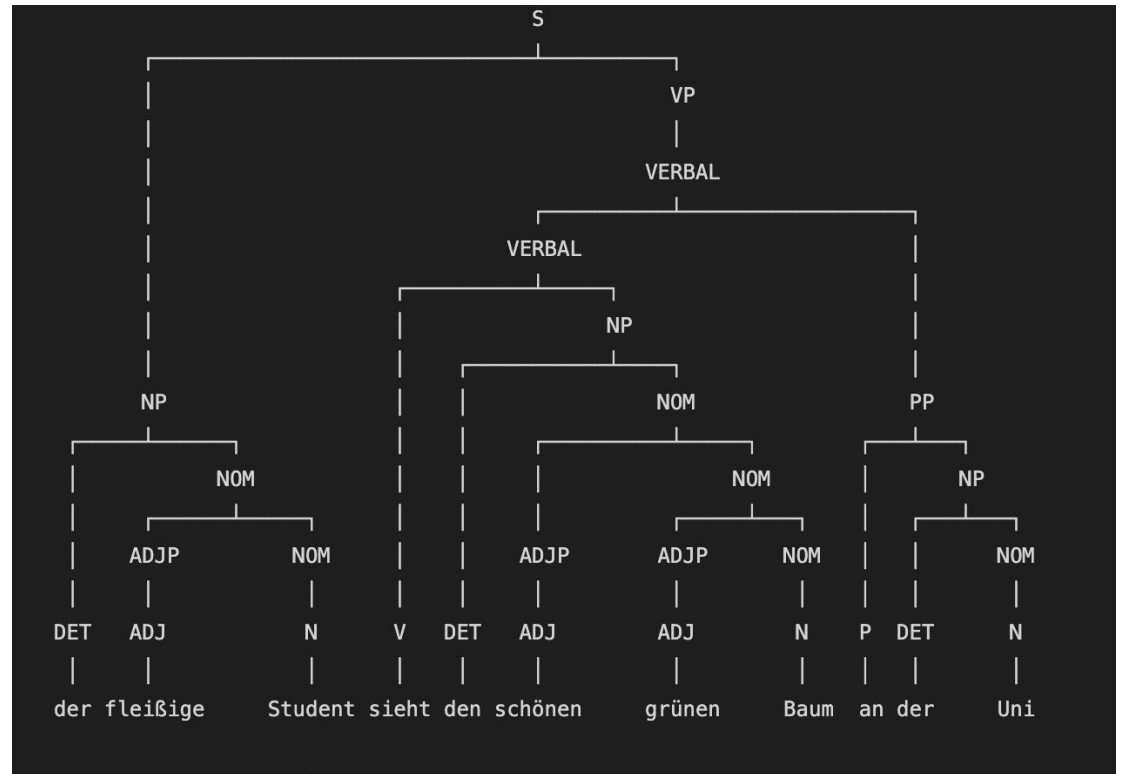 S
VP
VERBAL
VERBAL
NP
NP NOM PP
NOM NOM NP
ADJP NOM ADJP ADJP NOM NOM
DET ADJ N V DET ADJ ADJ N P DET N
der fleißige Student sieht den schönen grünen Baum an der Uni